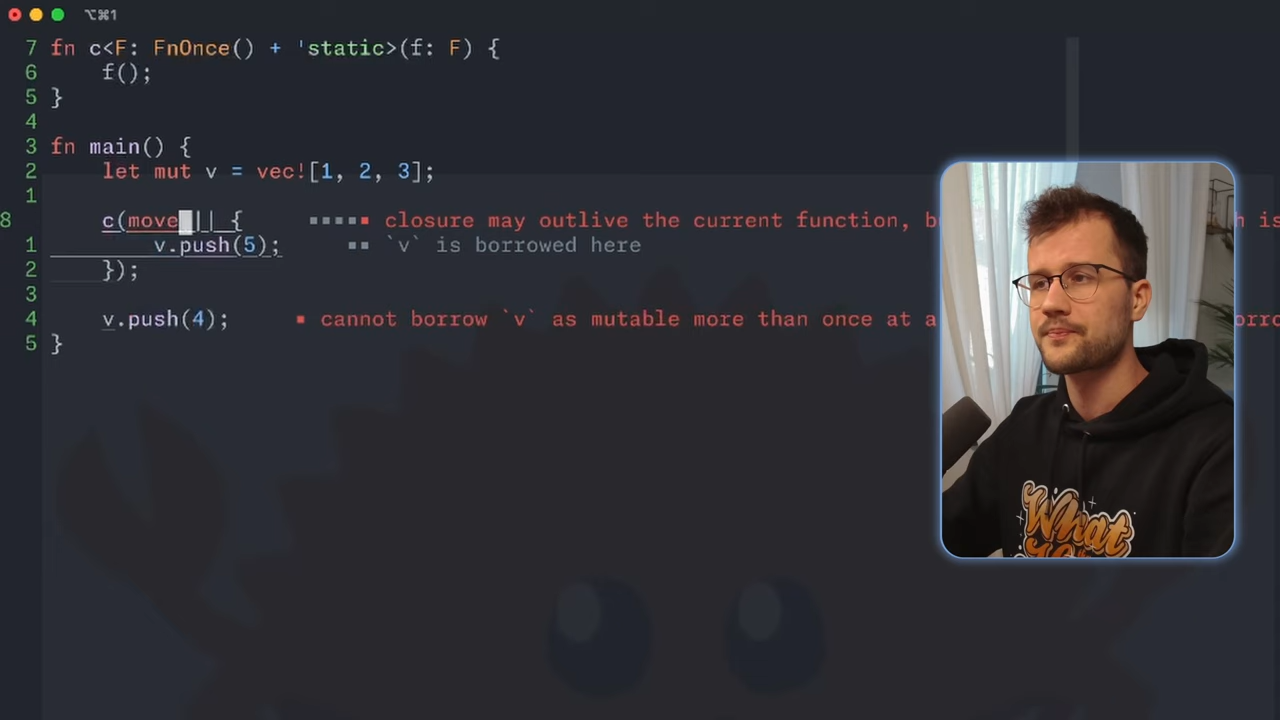 ⌥⌘1
7 fn c<F: FnOnce() + 'static>(f: F) {
6 f();
5 }
4
3 fn main() {
2 let mut v = vec![1, 2, 3];
1
8 c(move || { closure may outlive the current function, b is
1 v.push(5); `v` is borrowed here
2 });
3
4 v.push(4); cannot borrow `v` as mutable more than once at a
5 }
What